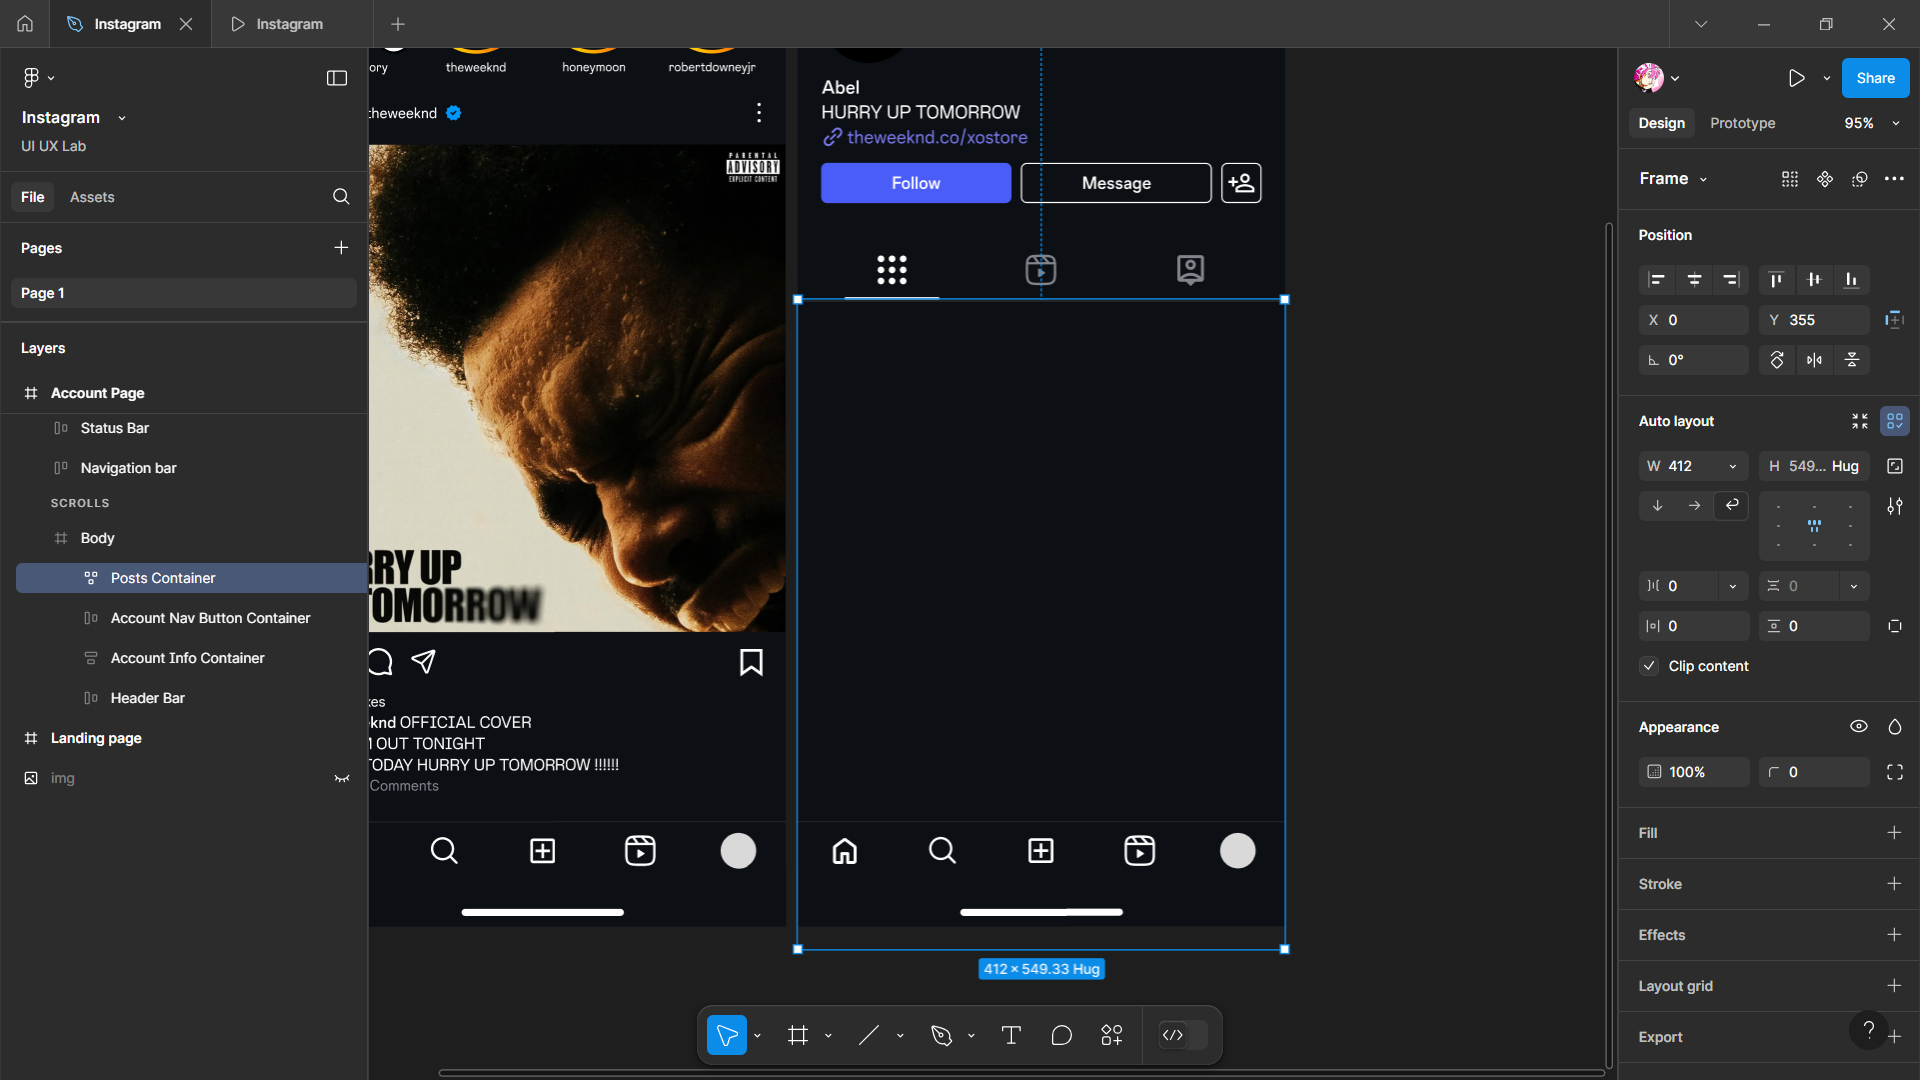 Instagram
Instagram
Instagram
UI UX Lab
File
Assets
Pages
Page 1
Layers
Account Page
Status Bar
Navigation bar
SCROLLS
Body
Posts Container
Account Nav Button Container
Account Info Container
Header Bar
Landing page
img
ory
theweeknd
honeymoon
robertdowneyjr
theweeknd
PARENTAL
ADVISORY
EXPLICIT CONTENT
RRY UP
TOMORROW
kes
eknd OFFICIAL COVER
OUT TONIGHT
TODAY HURRY UP TOMORROW !!!!!!
Comments
Abel
HURRY UP TOMORROW
theweeknd.co/xostore
Follow
Message
412 × 549.33 Hug
Share
Design
Prototype
95%
Frame
Position
X 0
Y 355
0°
Auto layout
W 412
H 549... Hug
0
0
0
0
Clip content
Appearance
100%
0
Fill
Stroke
Effects
Layout grid
Export
?